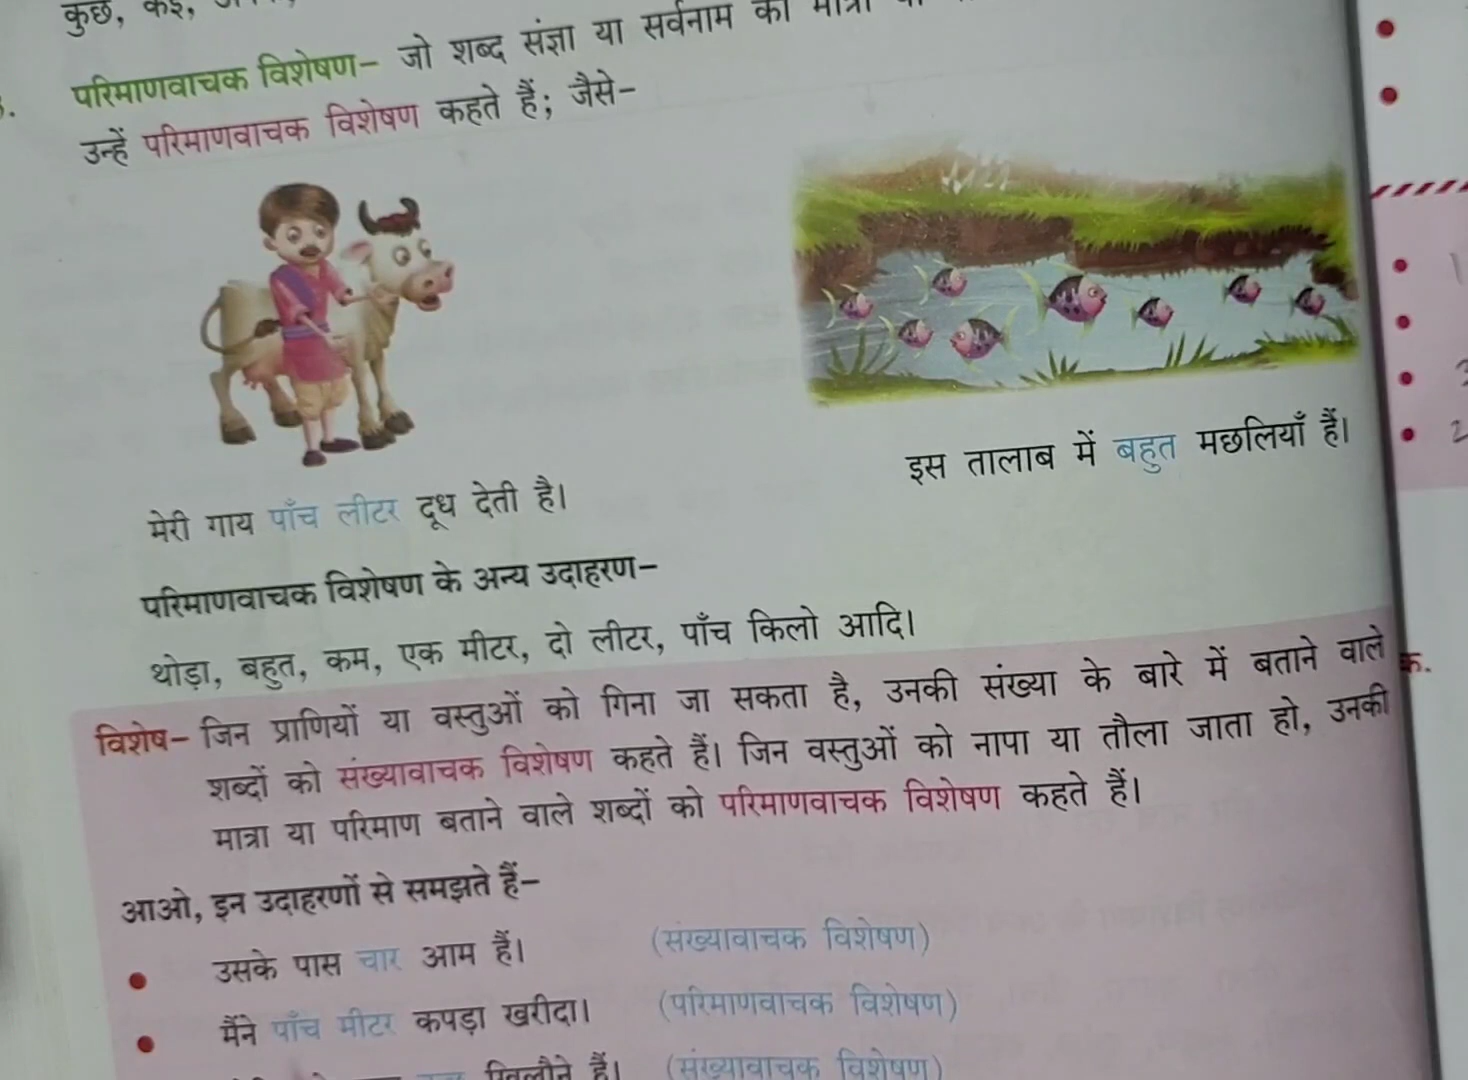 कुछ, कई,
परिमाणवाचक विशेषण– जो शब्द संज्ञा या सर्वनाम की मात्रा
उन्हें परिमाणवाचक विशेषण कहते हैं; जैसे–
इस तालाब में बहुत मछलियाँ हैं।
मेरी गाय पाँच लीटर दूध देती है।
परिमाणवाचक विशेषण के अन्य उदाहरण–
थोड़ा, बहुत, कम, एक मीटर, दो लीटर, पाँच किलो आदि।
विशेष– जिन प्राणियों या वस्तुओं को गिना जा सकता है, उनकी संख्या के बारे में बताने वाले
शब्दों को संख्यावाचक विशेषण कहते हैं। जिन वस्तुओं को नापा या तौला जाता हो, उनकी
मात्रा या परिमाण बताने वाले शब्दों को परिमाणवाचक विशेषण कहते हैं।
आओ, इन उदाहरणों से समझते हैं–
• उसके पास चार आम हैं। (संख्यावाचक विशेषण)
• मैंने पाँच मीटर कपड़ा खरीदा। (परिमाणवाचक विशेषण)
खिलौने हैं। (संख्यावाचक विशेषण)
क.